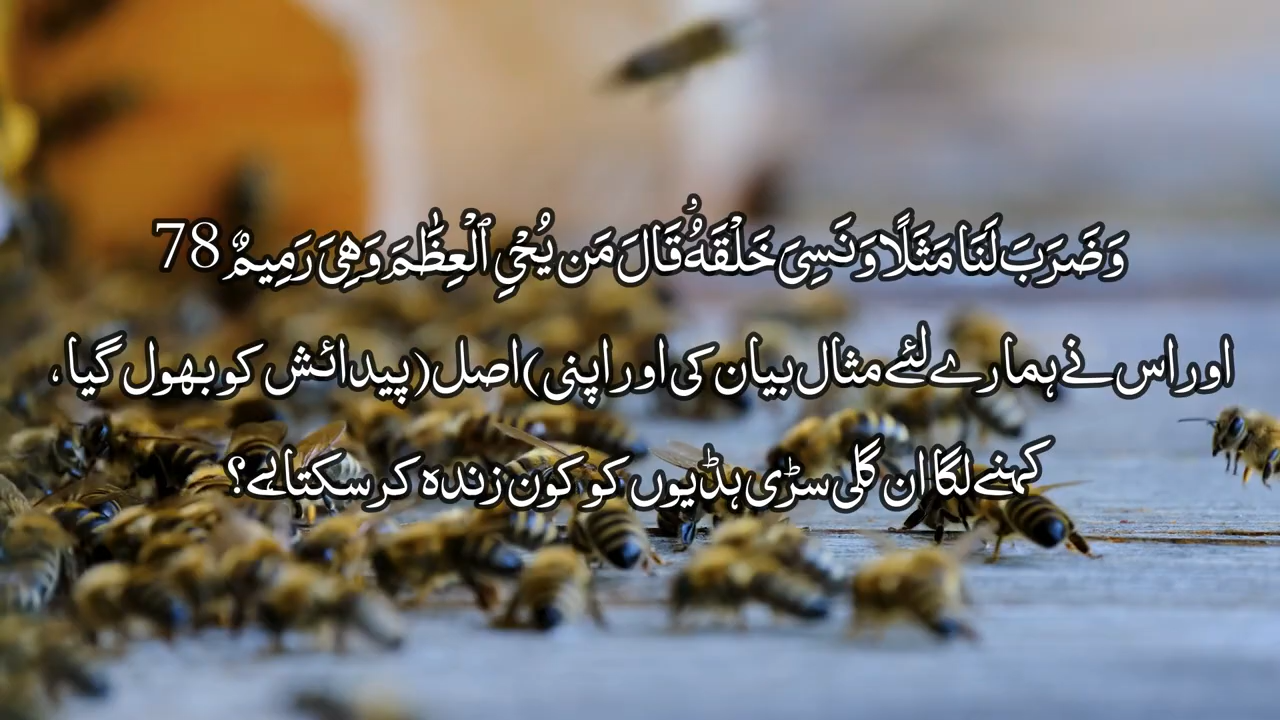 وَضَرَبَ لَنَا مَثَلًا وَنَسِىَ خَلْقَهُۥ قَالَ مَن يُحْىِ ٱلْعِظَٰمَ وَهِىَ رَمِيمٌ 78
اور اس نے ہمارے لئے مثال بیان کی اور اپنی )اصل( پیدائش کو بھول گیا ،
کہنے لگا ان گلی سڑی ہڈیوں کو کون زندہ کر سکتا ہے؟